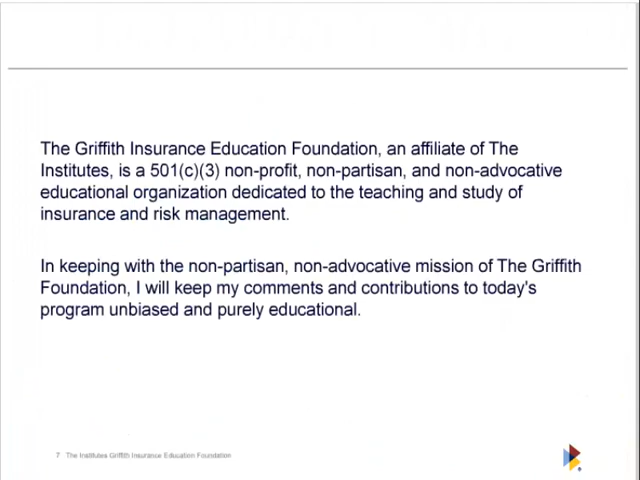 The Griffith Insurance Education Foundation, an affiliate of The
Institutes, is a 501(c)(3) non-profit, non-partisan, and non-advocative
educational organization dedicated to the teaching and study of
insurance and risk management.
In keeping with the non-partisan, non-advocative mission of The Griffith
Foundation, I will keep my comments and contributions to today's
program unbiased and purely educational.
7 The Institutes Griffith Insurance Education Foundation